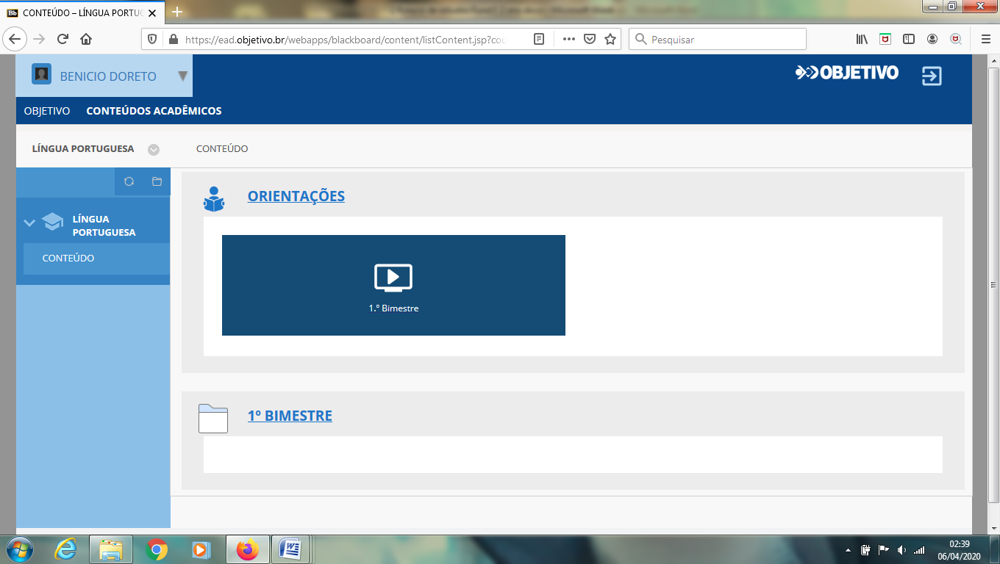 CONTEÚDO – LÍNGUA PORTUG
https://ead.objetivo.br/webapps/blackboard/content/listContent.jsp?cou
Pesquisar
BENICIO DORETO
OBJETIVO
OBJETIVO
CONTEÚDOS ACADÊMICOS
LÍNGUA PORTUGUESA
CONTEÚDO
LÍNGUA
PORTUGUESA
CONTEÚDO
ORIENTAÇÕES
1.º Bimestre
1º BIMESTRE
02:39
06/04/2020